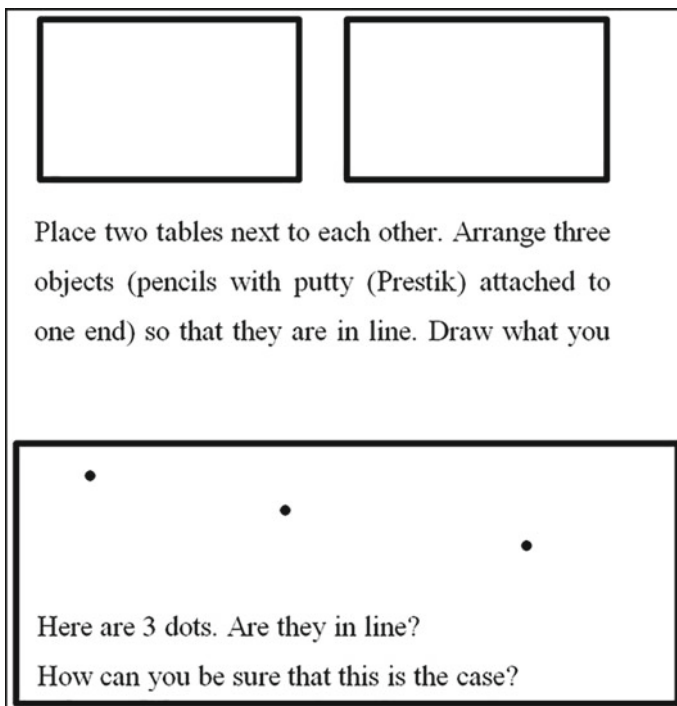 Place two tables next to each other. Arrange three
objects (pencils with putty (Prestik) attached to
one end) so that they are in line. Draw what you
Here are 3 dots. Are they in line?
How can you be sure that this is the case?